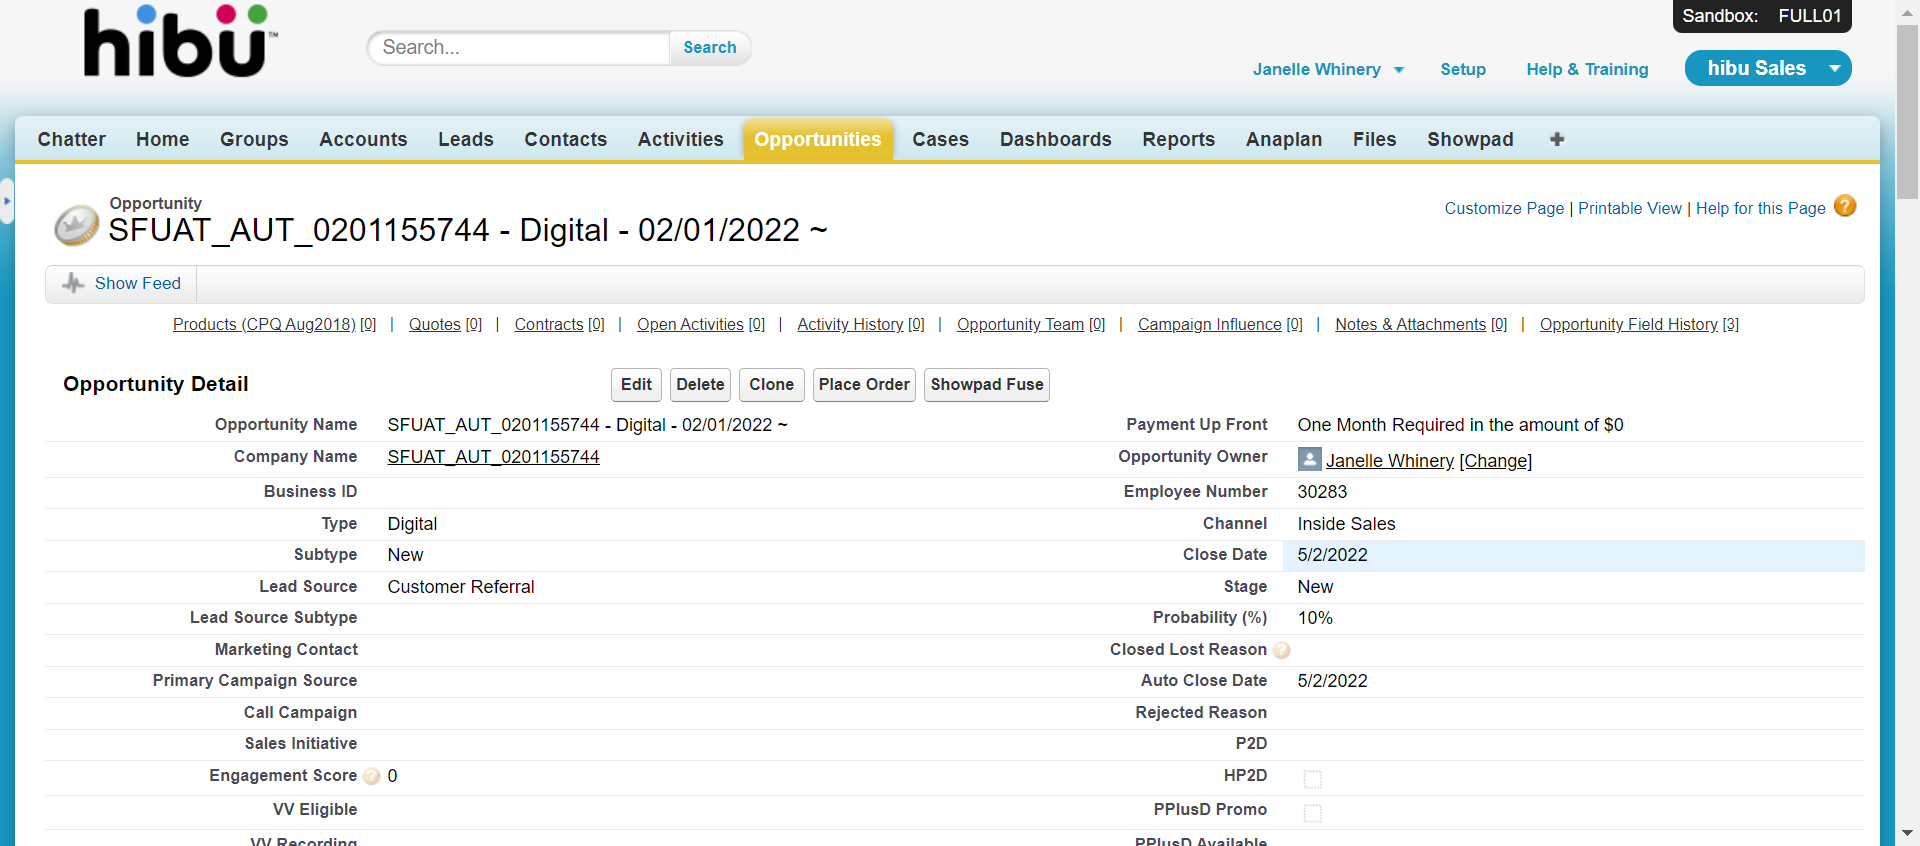 hibu™
Search...
Search
Sandbox: FULL01
Janelle Whinery
Setup
Help & Training
hibu Sales
Chatter Home Groups Accounts Leads Contacts Activities Opportunities Cases Dashboards Reports Anaplan Files Showpad +
Opportunity
SFUAT_AUT_0201155744 - Digital - 02/01/2022 ~
Customize Page | Printable View | Help for this Page ?
Show Feed
Products (CPQ Aug2018) [0] | Quotes [0] | Contracts [0] | Open Activities [0] | Activity History [0] | Opportunity Team [0] | Campaign Influence [0] | Notes & Attachments [0] | Opportunity Field History [3]
Opportunity Detail
Edit Delete Clone Place Order Showpad Fuse
Opportunity Name SFUAT_AUT_0201155744 - Digital - 02/01/2022 ~ Payment Up Front One Month Required in the amount of $0
Company Name SFUAT_AUT_0201155744 Opportunity Owner Janelle Whinery [Change]
Business ID Employee Number 30283
Type Digital Channel Inside Sales
Subtype New Close Date 5/2/2022
Lead Source Customer Referral Stage New
Lead Source Subtype Probability (%) 10%
Marketing Contact Closed Lost Reason ?
Primary Campaign Source Auto Close Date 5/2/2022
Call Campaign Rejected Reason
Sales Initiative P2D
Engagement Score ? 0 HP2D
VV Eligible PPlusD Promo
VV Recording PPlusD Available